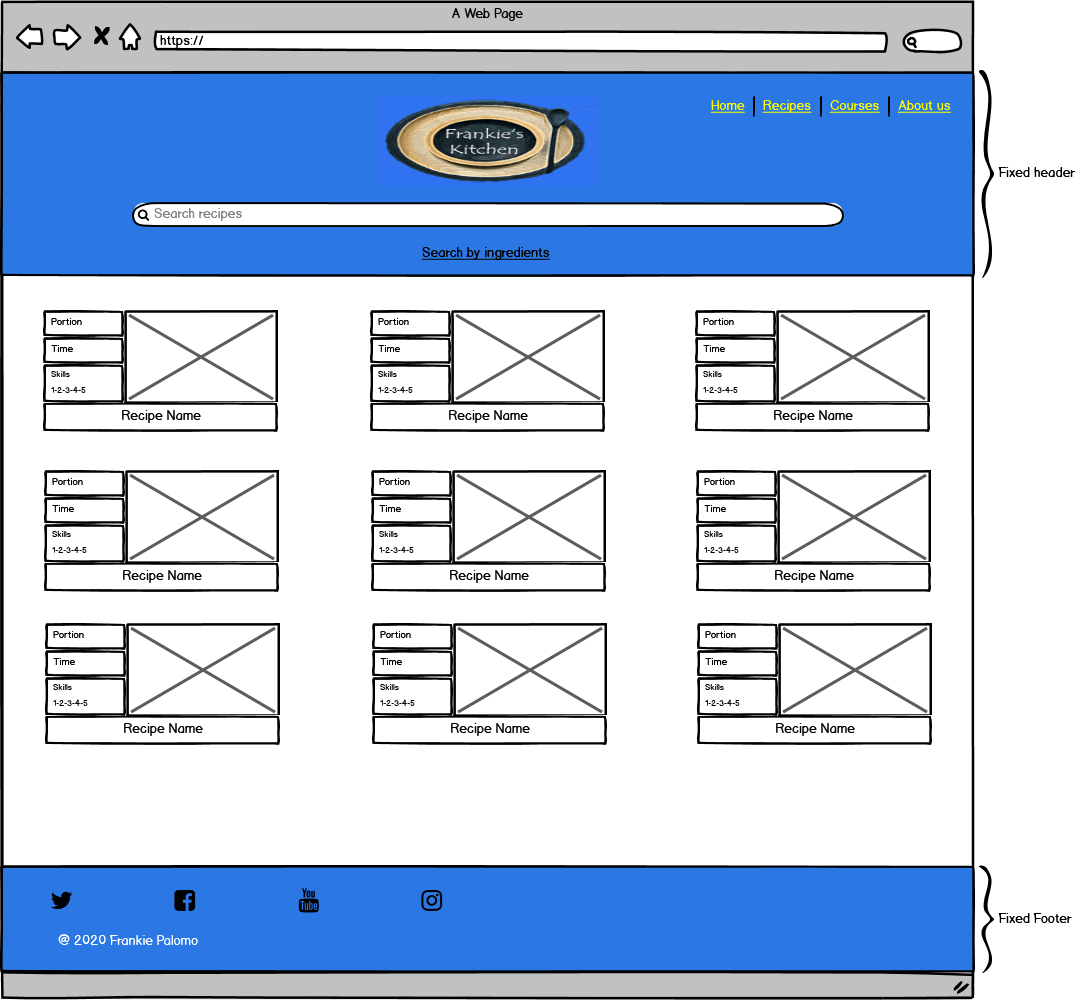 A Web Page
https://
Home Recipes Courses About us
Frankie's
Kitchen
Fixed header
Search recipes
Search by ingredients
Portion Portion Portion
Time Time Time
Skills Skills Skills
1-2-3-4-5 1-2-3-4-5 1-2-3-4-5
Recipe Name Recipe Name Recipe Name
Portion Portion Portion
Time Time Time
Skills Skills Skills
1-2-3-4-5 1-2-3-4-5 1-2-3-4-5
Recipe Name Recipe Name Recipe Name
Portion Portion Portion
Time Time Time
Skills Skills Skills
1-2-3-4-5 1-2-3-4-5 1-2-3-4-5
Recipe Name Recipe Name Recipe Name
You
Tube
Fixed Footer
@ 2020 Frankie Palomo